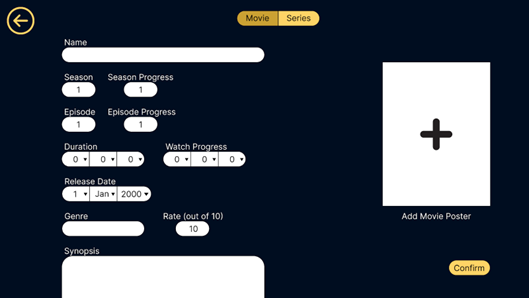 Movie Series
Name
Season Season Progress
1 1
Episode Episode Progress
1 1
Duration Watch Progress
0 0 0 0 0 0
Release Date
1 Jan 2000
Genre Rate (out of 10)
10
Synopsis
Add Movie Poster
Confirm